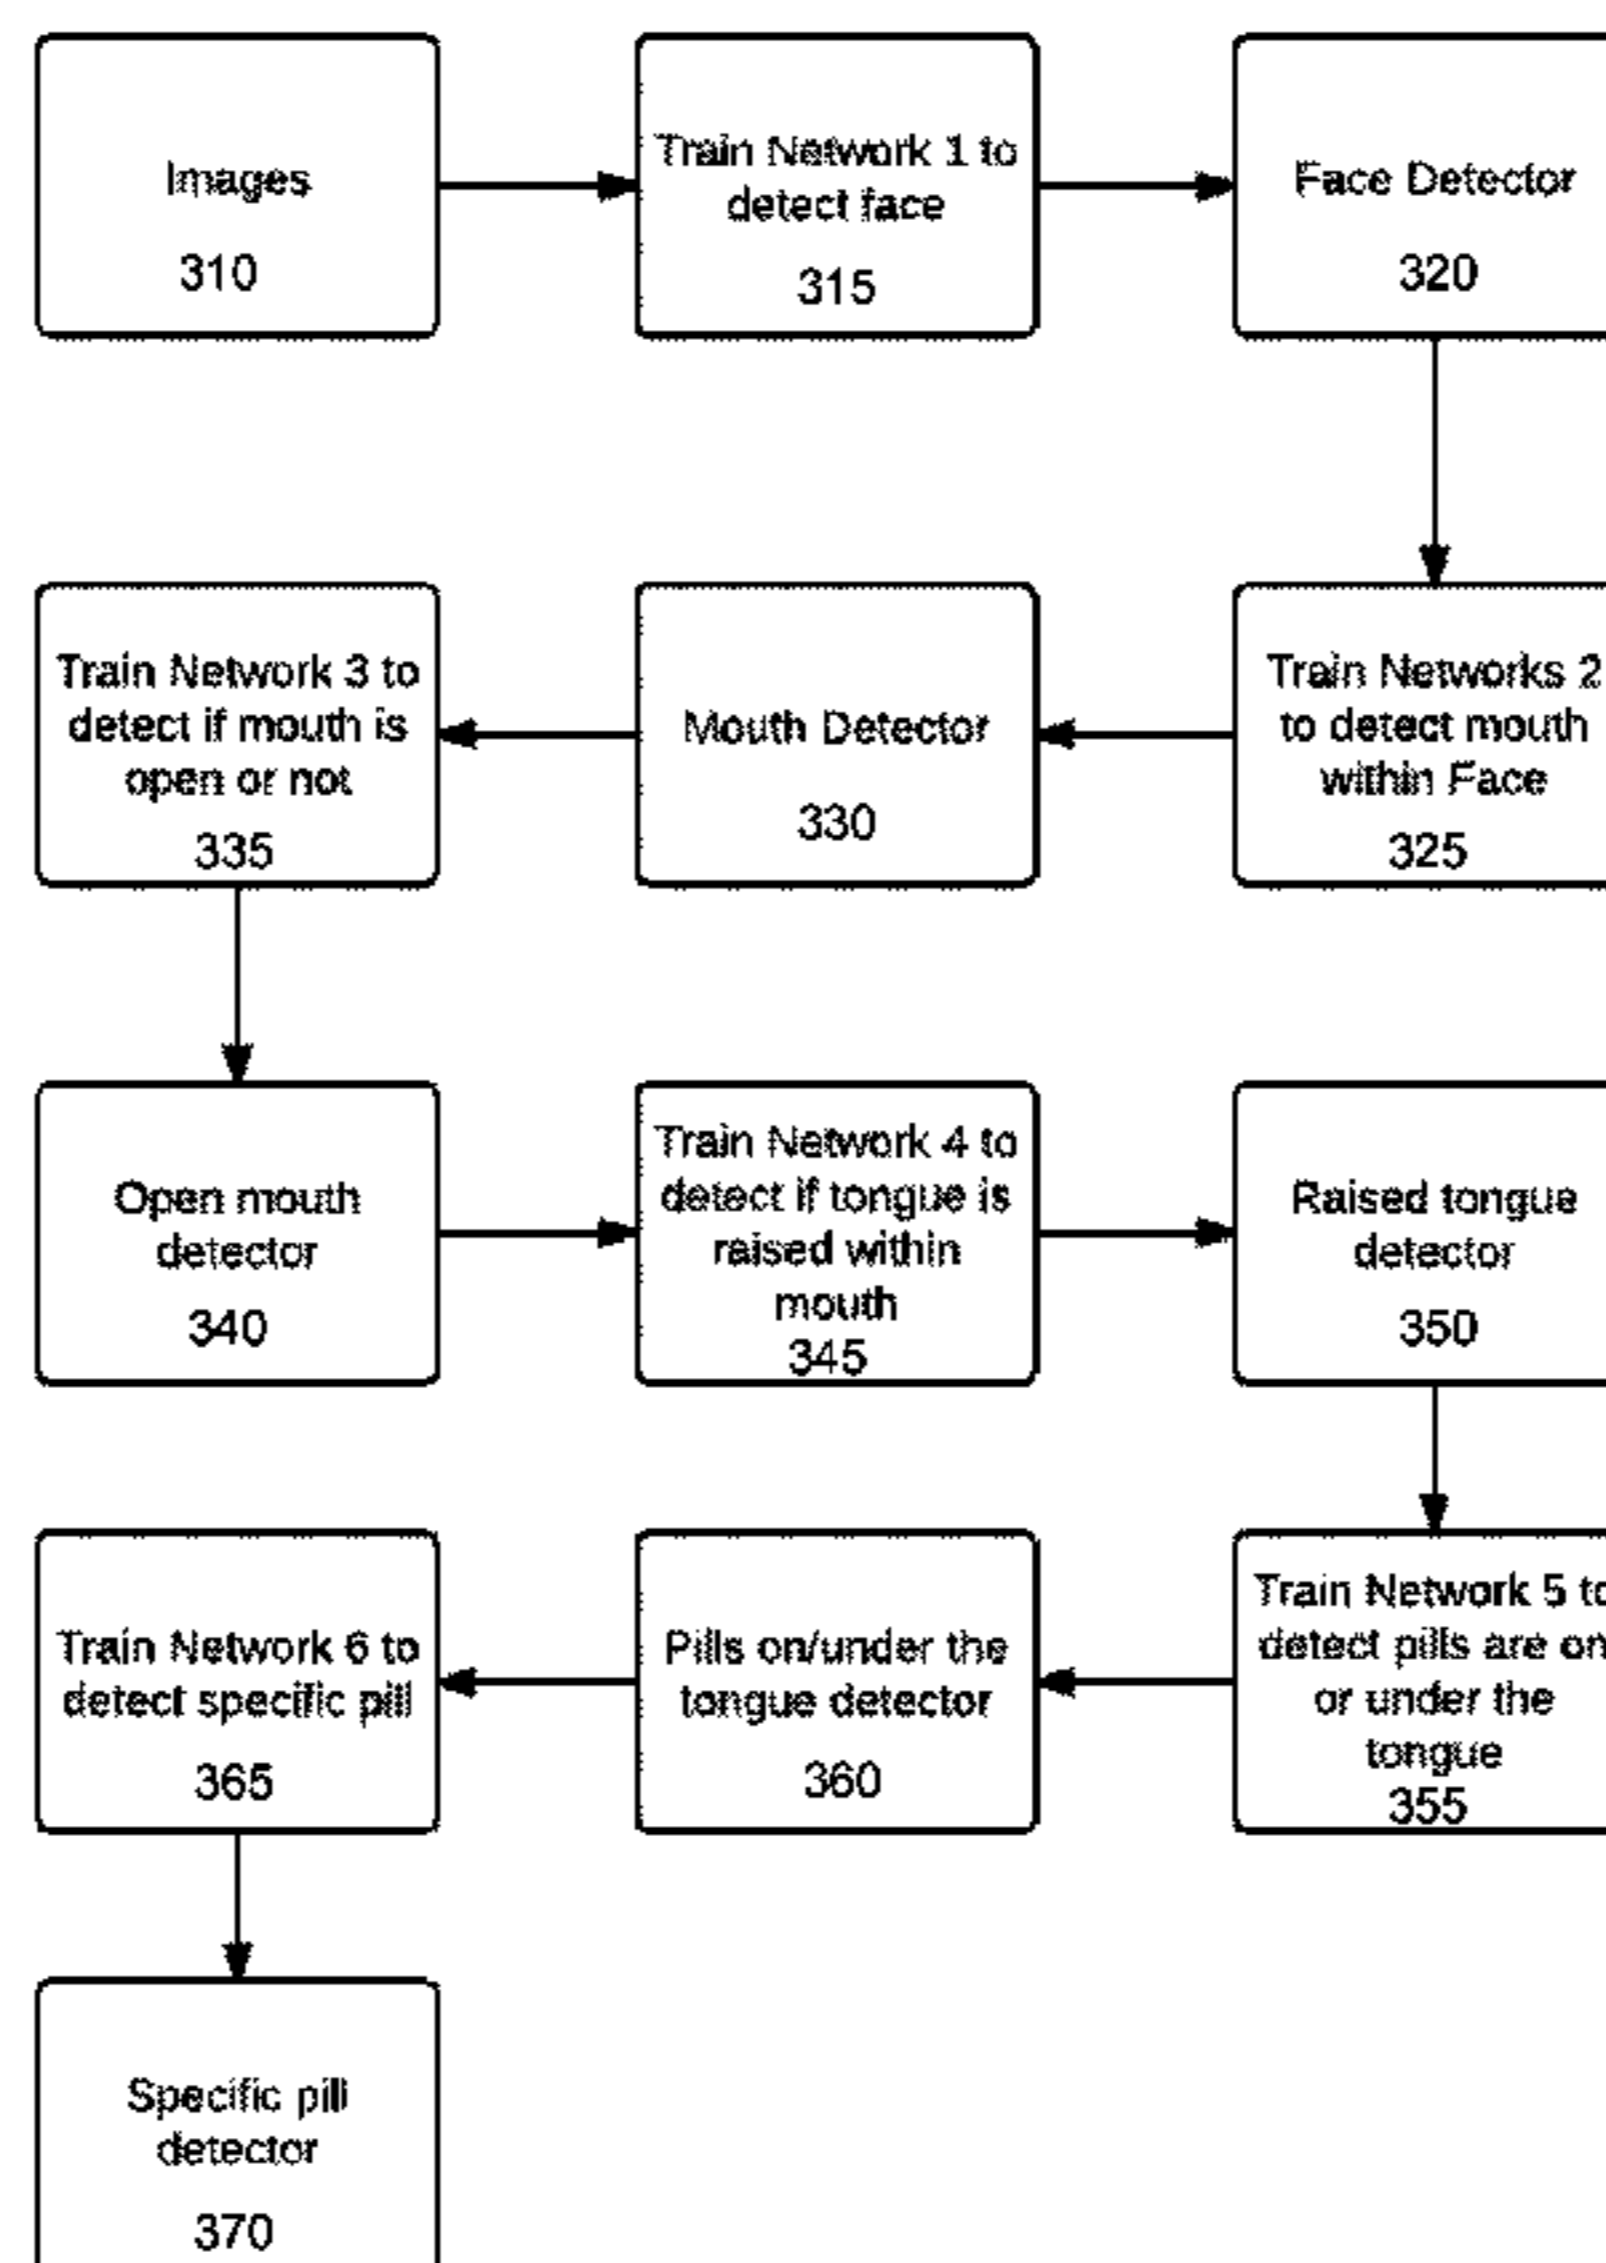 Images
310
Train Network 1 to
detect face
315
Face Detector
320
Train Networks 2
to detect mouth
within Face
325
Mouth Detector
330
Train Network 3 to
detect if mouth is
open or not
335
Open mouth
detector
340
Train Network 4 to
detect if tongue is
raised within
mouth
345
Raised tongue
detector
350
Train Network 5 to
detect pills are on
or under the
tongue
355
Pills on/under the
tongue detector
360
Train Network 6 to
detect specific pill
365
Specific pill
detector
370